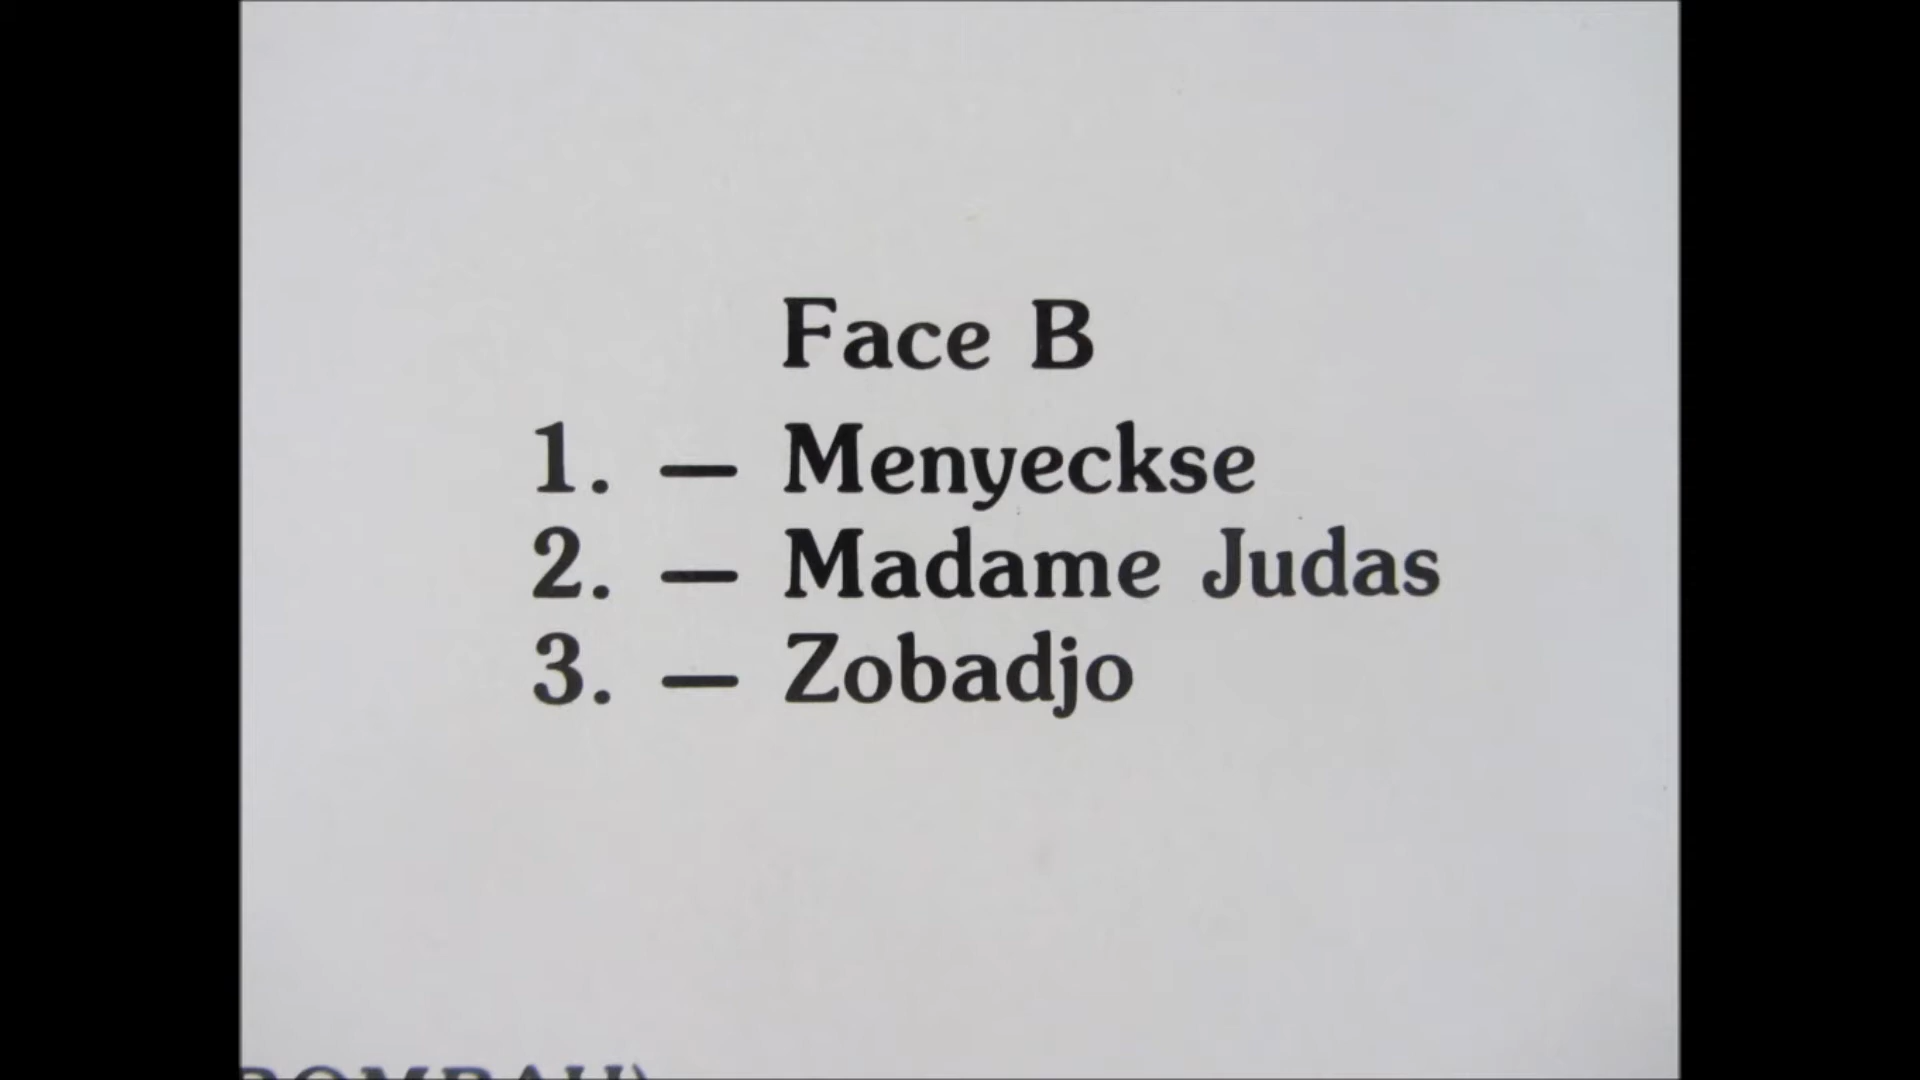 Face B
1. — Menyeckse
2. — Madame Judas
3. — Zobadjo